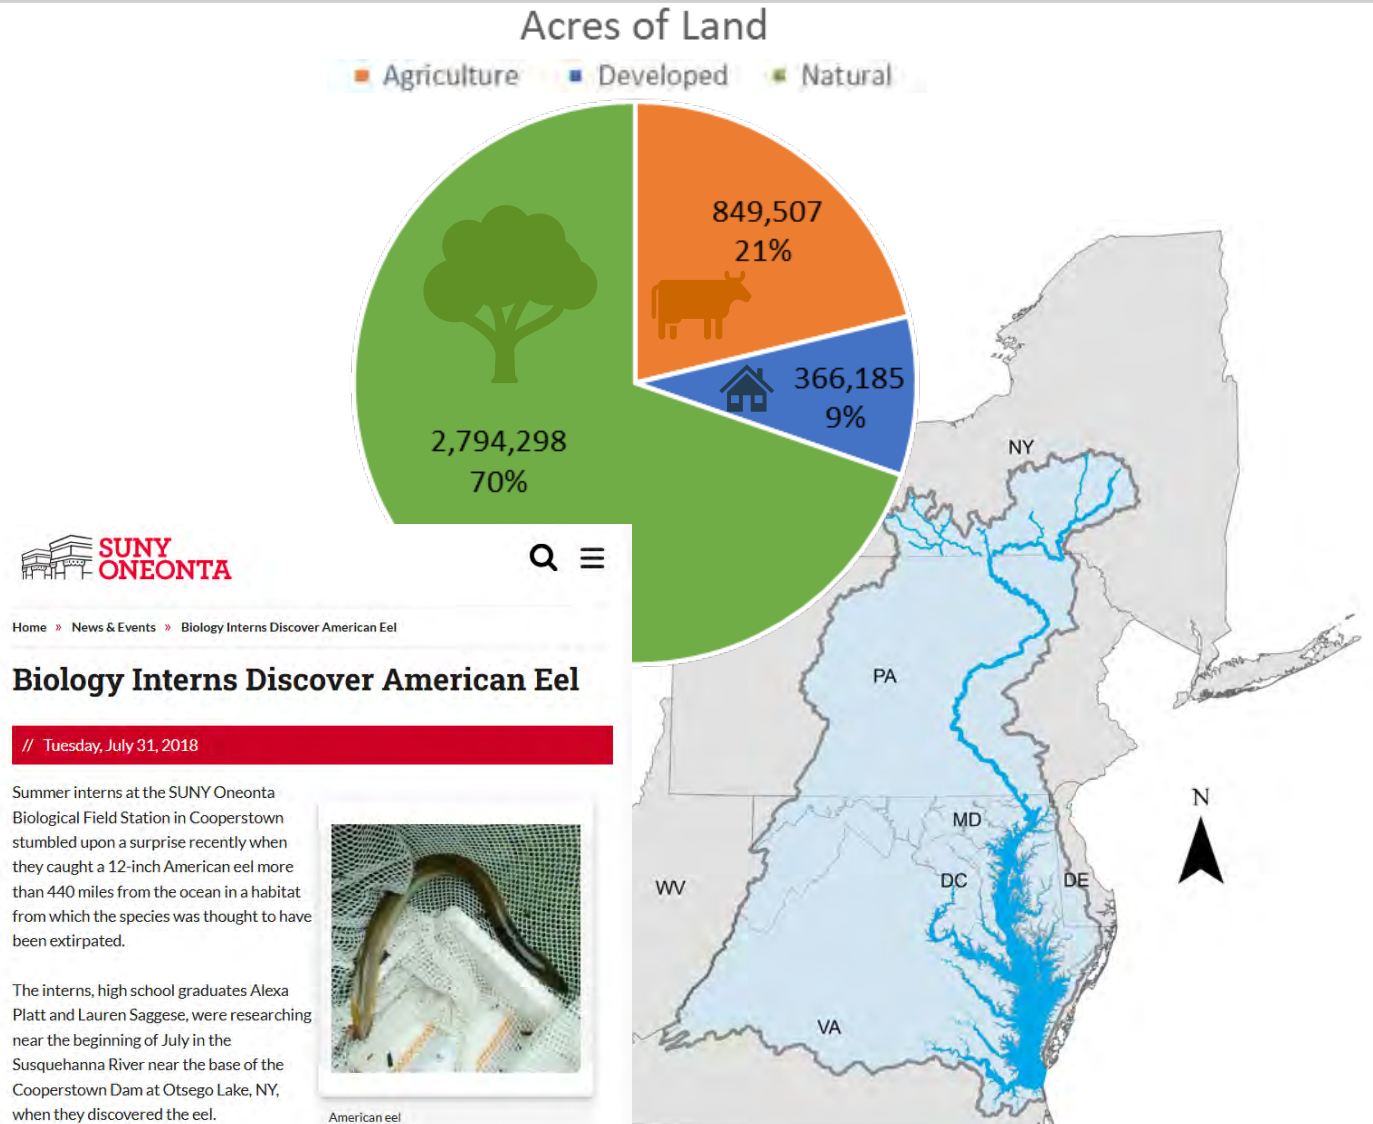 Acres of Land
Agriculture Developed Natural
849,507
21%
366,185
9%
2,794,298
70%
SUNY
ONEONTA
Home » News & Events » Biology Interns Discover American Eel
Biology Interns Discover American Eel
// Tuesday, July 31, 2018
Summer interns at the SUNY Oneonta
Biological Field Station in Cooperstown
stumbled upon a surprise recently when
they caught a 12-inch American eel more
than 440 miles from the ocean in a habitat
from which the species was thought to have
been extirpated.
The interns, high school graduates Alexa
Platt and Lauren Saggese, were researching
near the beginning of July in the
Susquehanna River near the base of the
Cooperstown Dam at Otsego Lake, NY,
when they discovered the eel.
American eel
NY
PA
MD
DC
DE
WV
VA
N